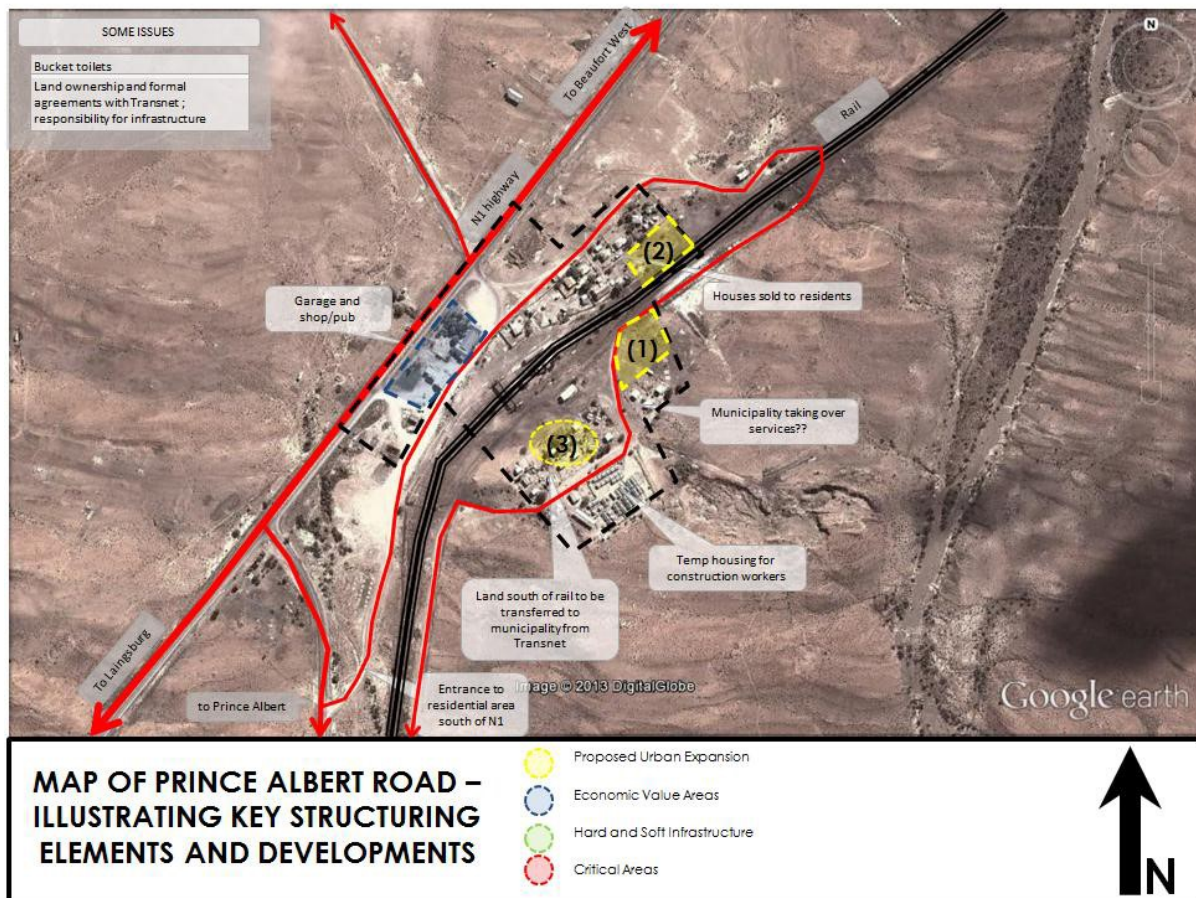 SOME ISSUES
Bucket toilets
Land ownership and formal
agreements with Transnet ;
responsibility for infrastructure
To Beaufort West
N
Rail
N1 highway
(2)
Houses sold to residents
Garage and
shop/pub
(1)
Municipality taking over
services??
(3)
Temp housing for
construction workers
Land south of rail to be
transferred to
municipality from
Transnet
To Laingsburg
to Prince Albert
Entrance to
residential area
south of N1
Image © 2013 DigitalGlobe
Google earth
MAP OF PRINCE ALBERT ROAD –
ILLUSTRATING KEY STRUCTURING
ELEMENTS AND DEVELOPMENTS
Proposed Urban Expansion
Economic Value Areas
Hard and Soft Infrastructure
Critical Areas
N